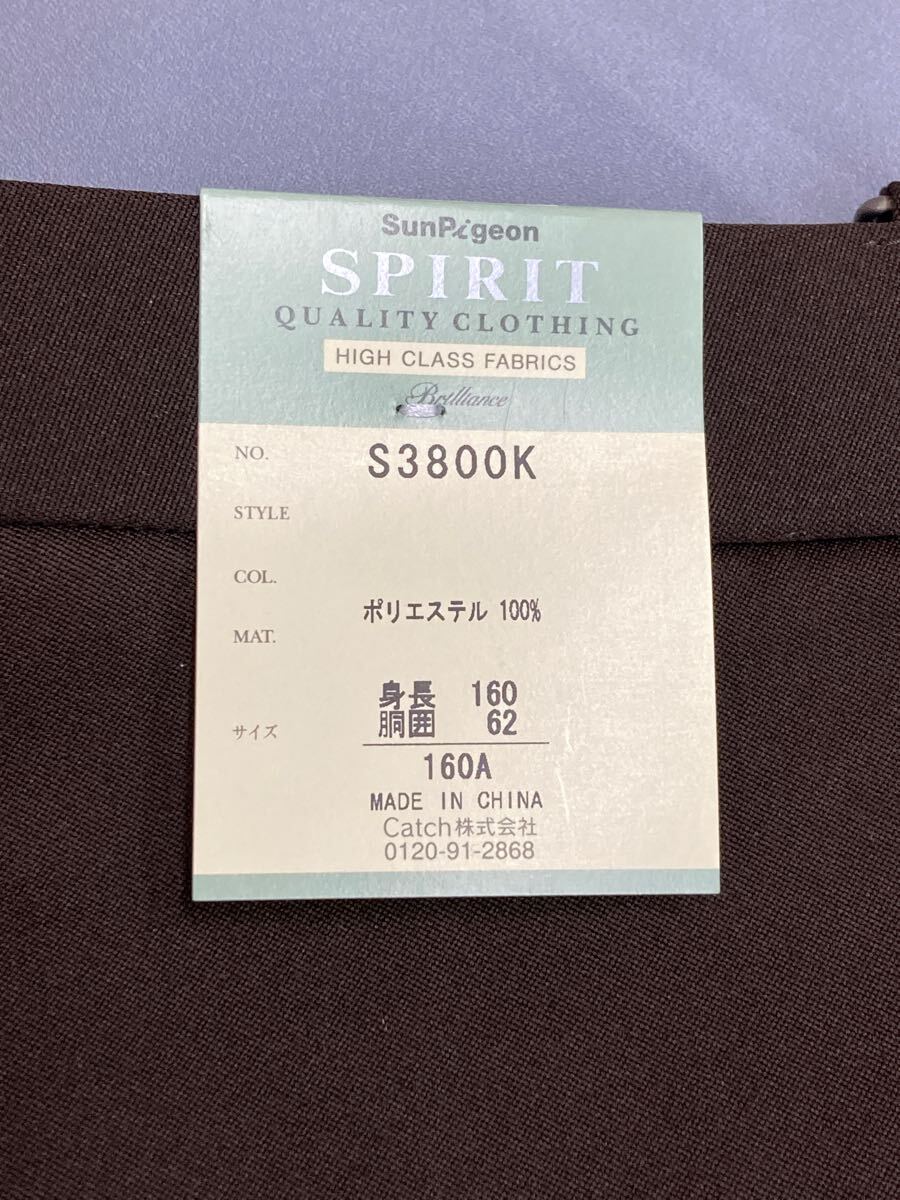 SunPigeon
SPIRIT
QUALITY CLOTHING
HIGH CLASS FABRICS
Brilliance
NO. S3800K
STYLE
COL.
ポリエステル 100%
MAT.
身長 160
胴囲 62
サイズ
160A
MADE IN CHINA
Catch株式会社
0120-91-2868